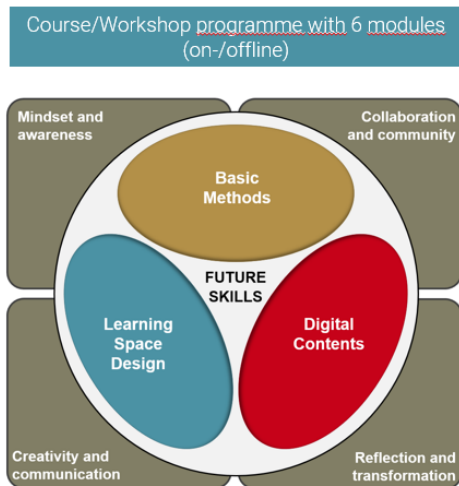 Course/Workshop programme with 6 modules
(on-/offline)
Mindset and
awareness
Collaboration
and community
Basic
Methods
FUTURE
SKILLS
Learning
Space
Design
Digital
Contents
Creativity and
communication
Reflection and
transformation